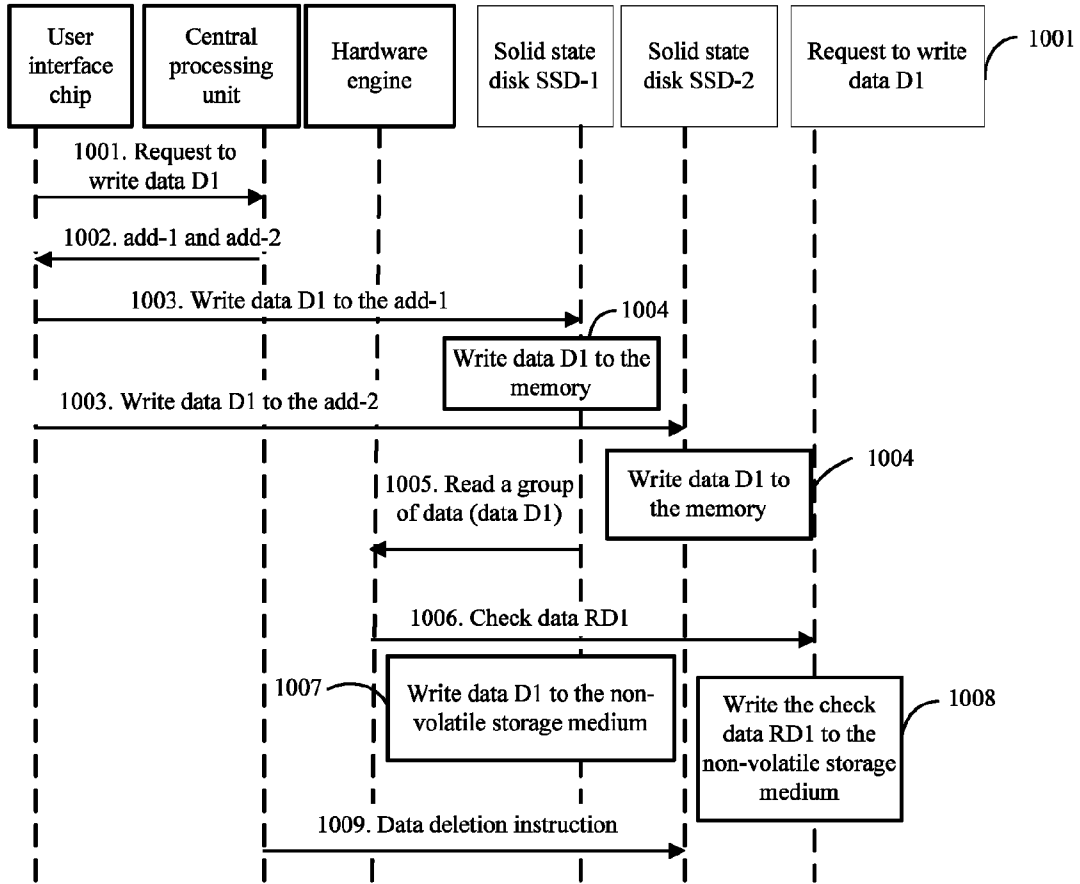 User
interface
chip
Central
processing
unit
Hardware
engine
Solid state
disk SSD-1
Solid state
disk SSD-2
Request to write
data D1
1001
1001. Request to
write data D1
1002. add-1 and add-2
1003. Write data D1 to the add-1
1004
Write data D1 to the
memory
1003. Write data D1 to the add-2
1004
Write data D1 to
the memory
1005. Read a group
of data (data D1)
1006. Check data RD1
1007
Write data D1 to the non-
volatile storage medium
1008
Write the check
data RD1 to the
non-volatile storage
medium
1009. Data deletion instruction